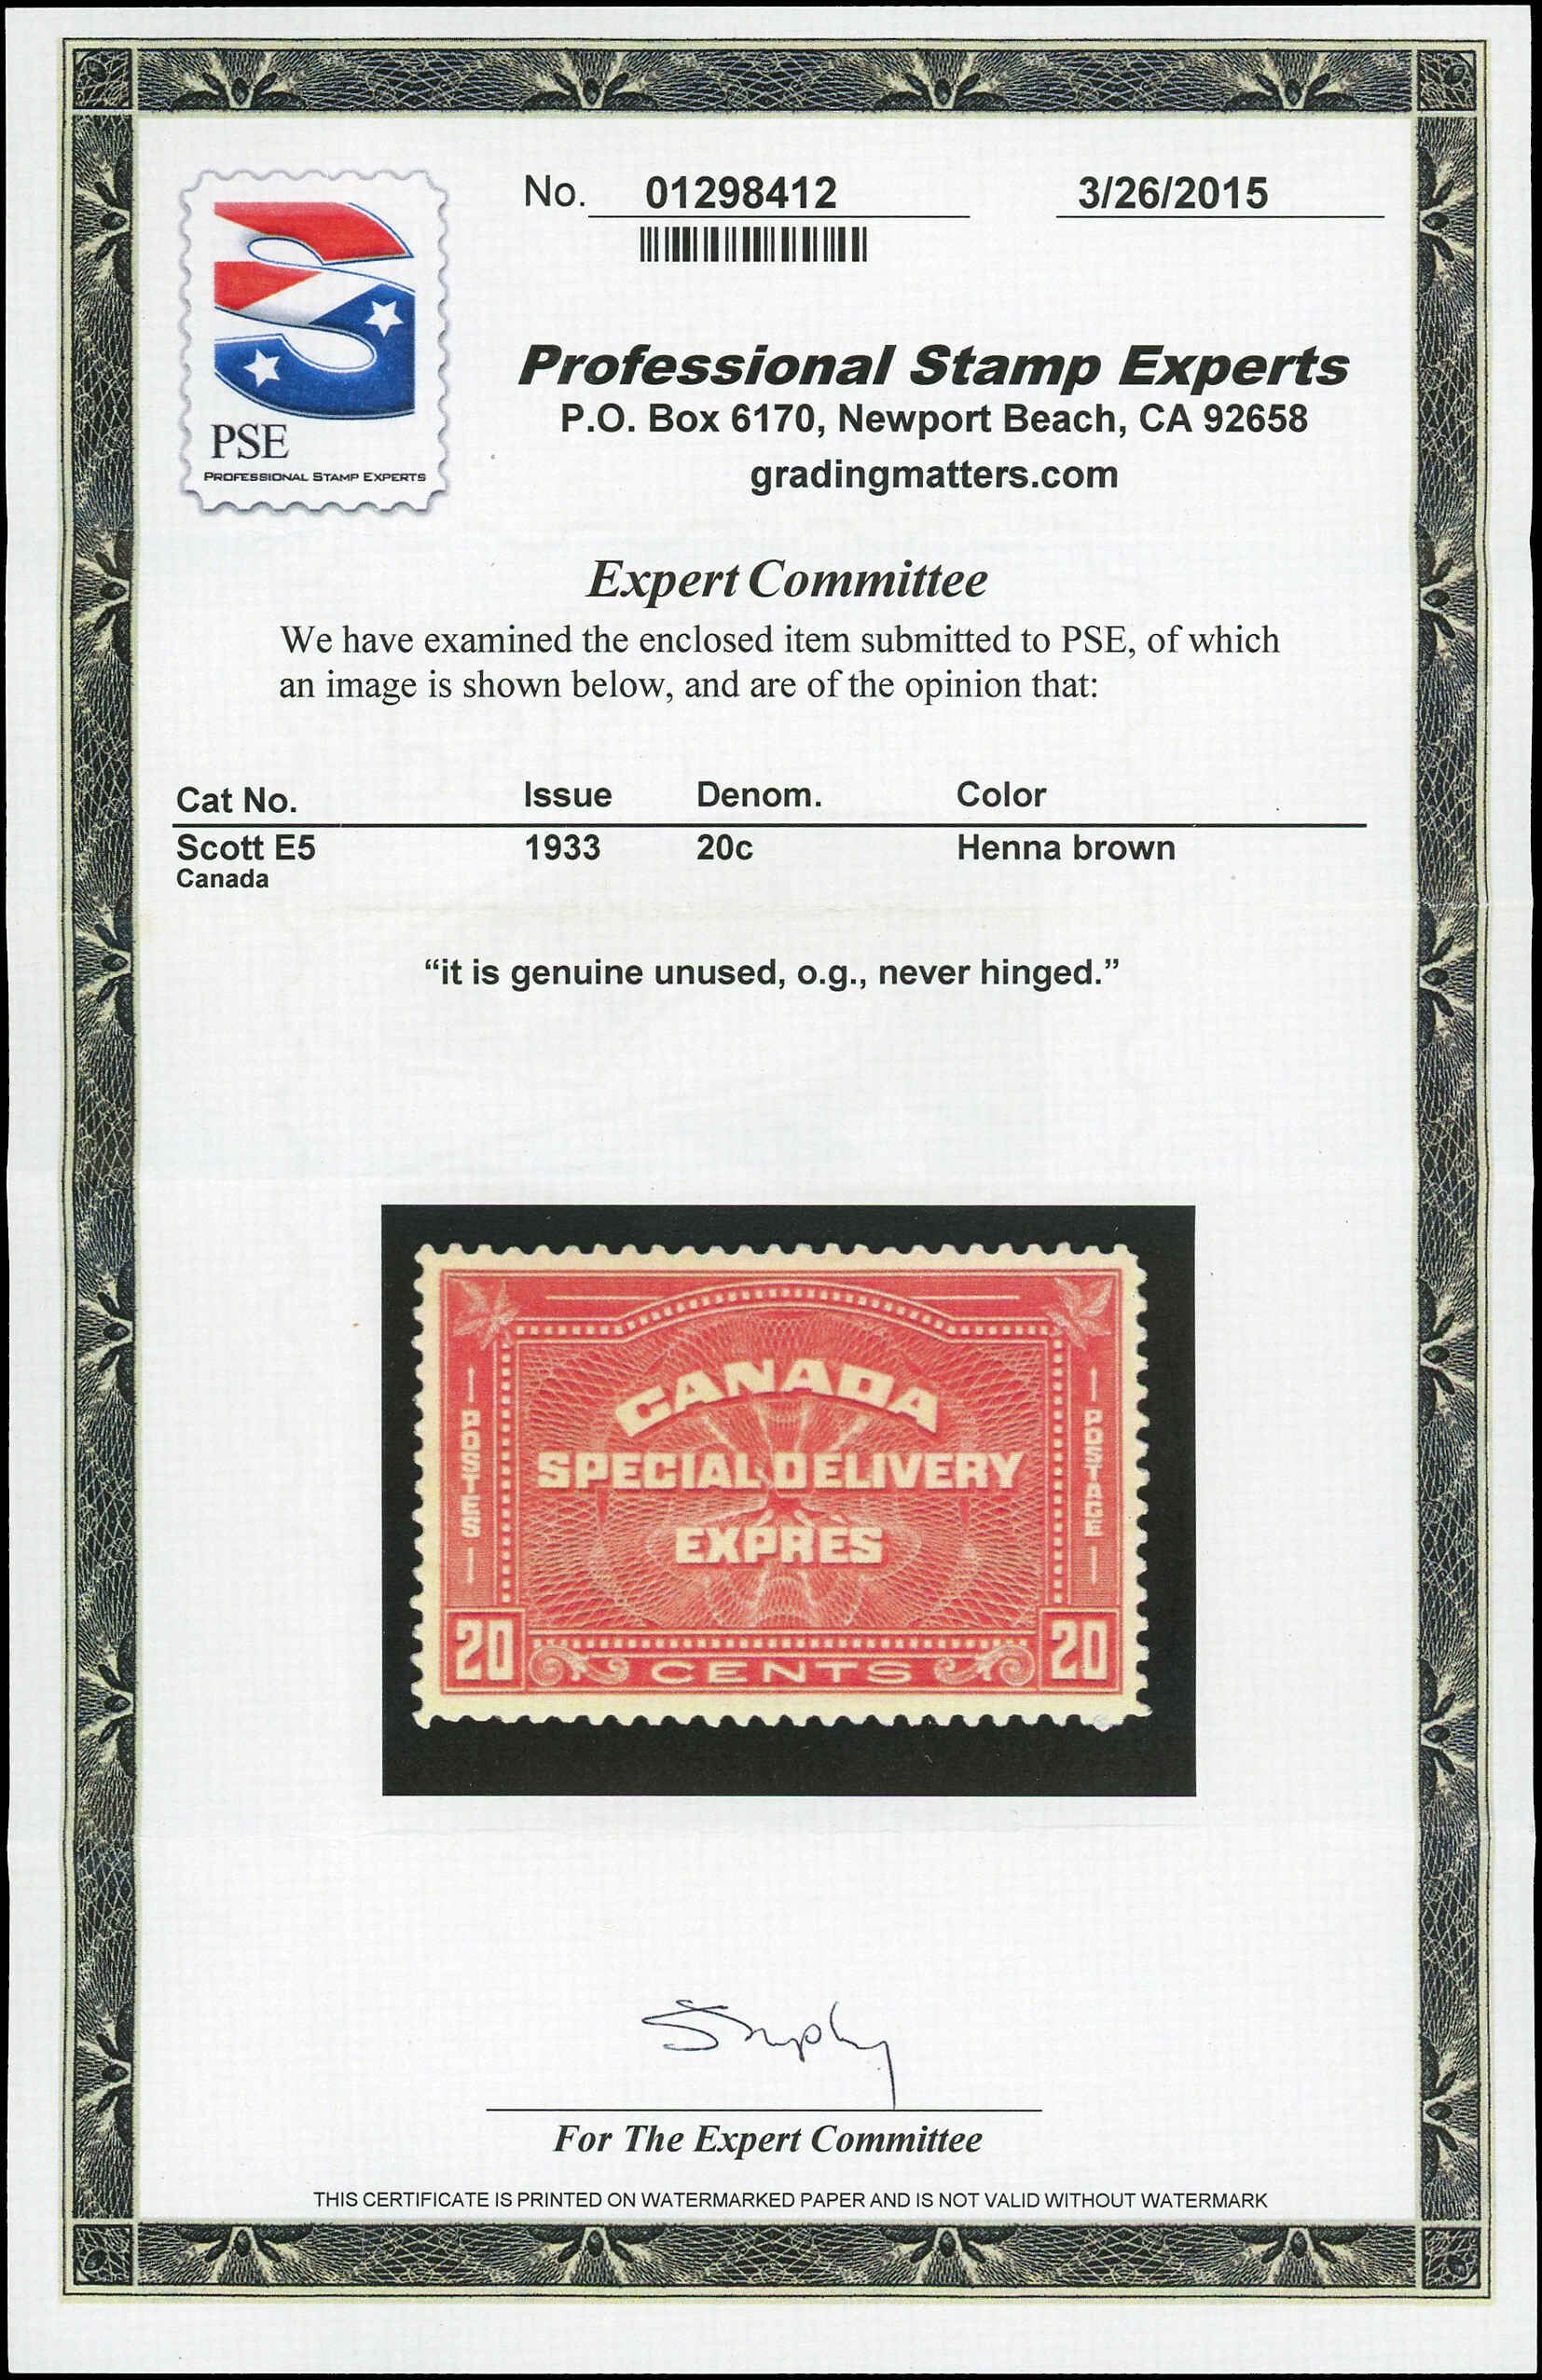 No. 01298412 3/26/2015
PSE
PROFESSIONAL STAMP EXPERTS
Professional Stamp Experts
P.O. Box 6170, Newport Beach, CA 92658
gradingmatters.com
Expert Committee
We have examined the enclosed item submitted to PSE, of which
an image is shown below, and are of the opinion that:
Cat No. Issue Denom. Color
Scott E5 1933 20c Henna brown
Canada
“it is genuine unused, o.g., never hinged.”
CANADA
SPECIAL DELIVERY
EXPRES
POSTES
POSTAGE
20 CENTS 20
For The Expert Committee
THIS CERTIFICATE IS PRINTED ON WATERMARKED PAPER AND IS NOT VALID WITHOUT WATERMARK